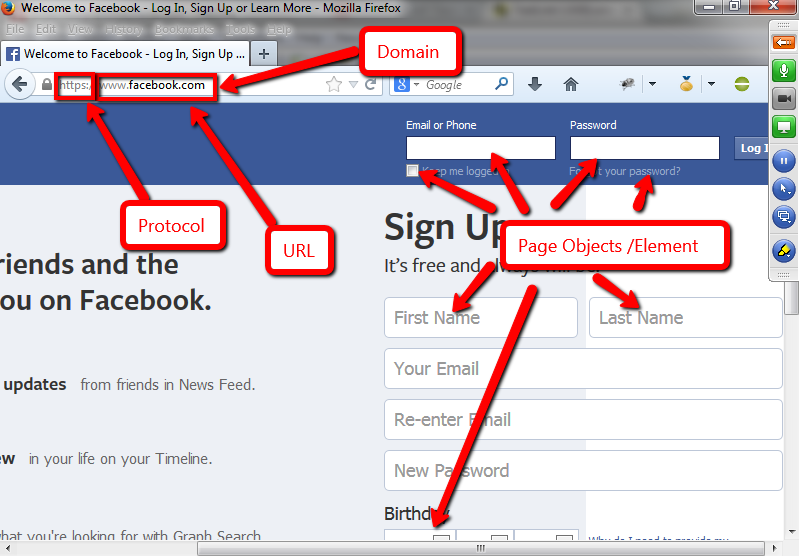 Welcome to Facebook - Log In, Sign Up or Learn More - Mozilla Firefox
File Edit View History Bookmarks Tools Help
Welcome to Facebook - Log In, Sign Up ...
Domain
https://www.facebook.com
Google
Email or Phone
Password
Log I
Keep me logged in
Forgot your password?
Protocol
URL
Sign Up
Page Objects /Element
It's free and always will be.
riends and the
ou on Facebook.
First Name
Last Name
Your Email
updates from friends in News Feed.
Re-enter Email
ew in your life on your Timeline.
New Password
Birthday
what you're looking for with Graph Search
Why do I need to provide my